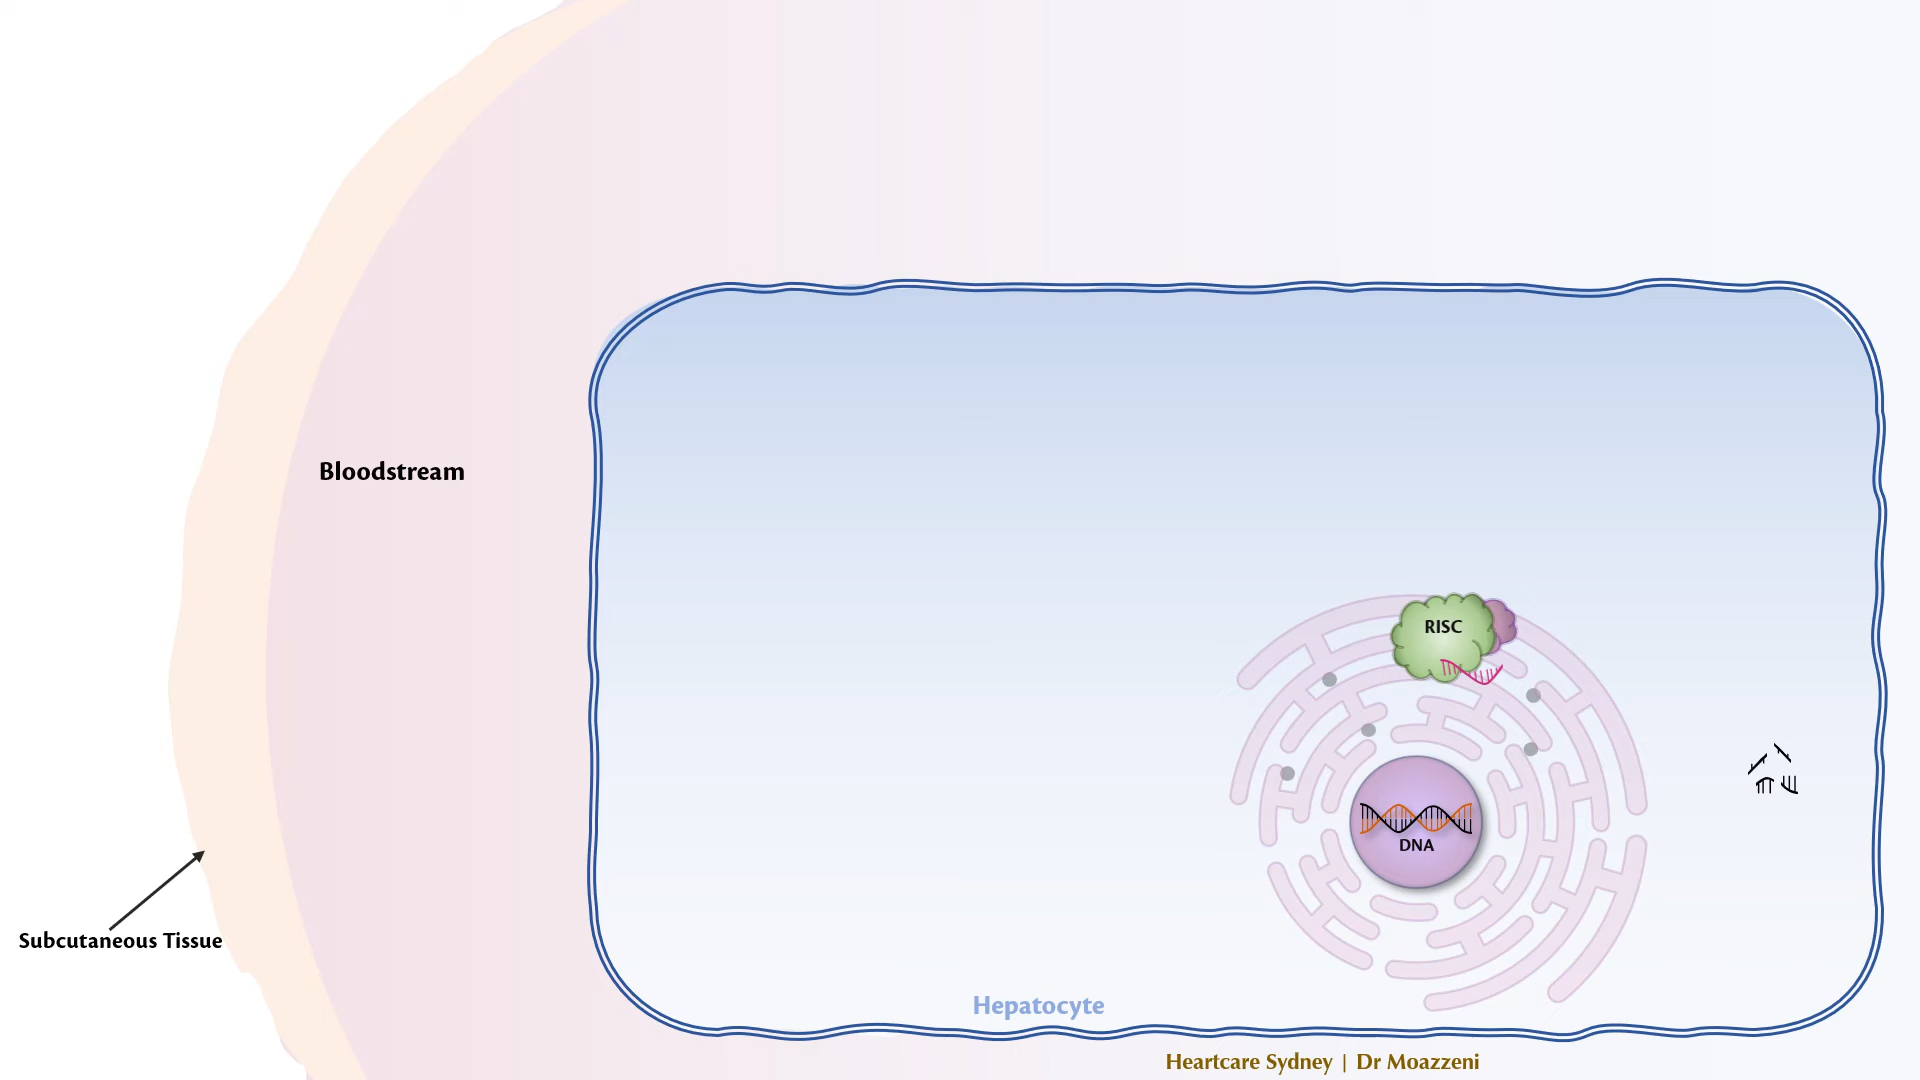 Bloodstream
RISC
DNA
Subcutaneous Tissue
Hepatocyte
Heartcare Sydney | Dr Moazzeni